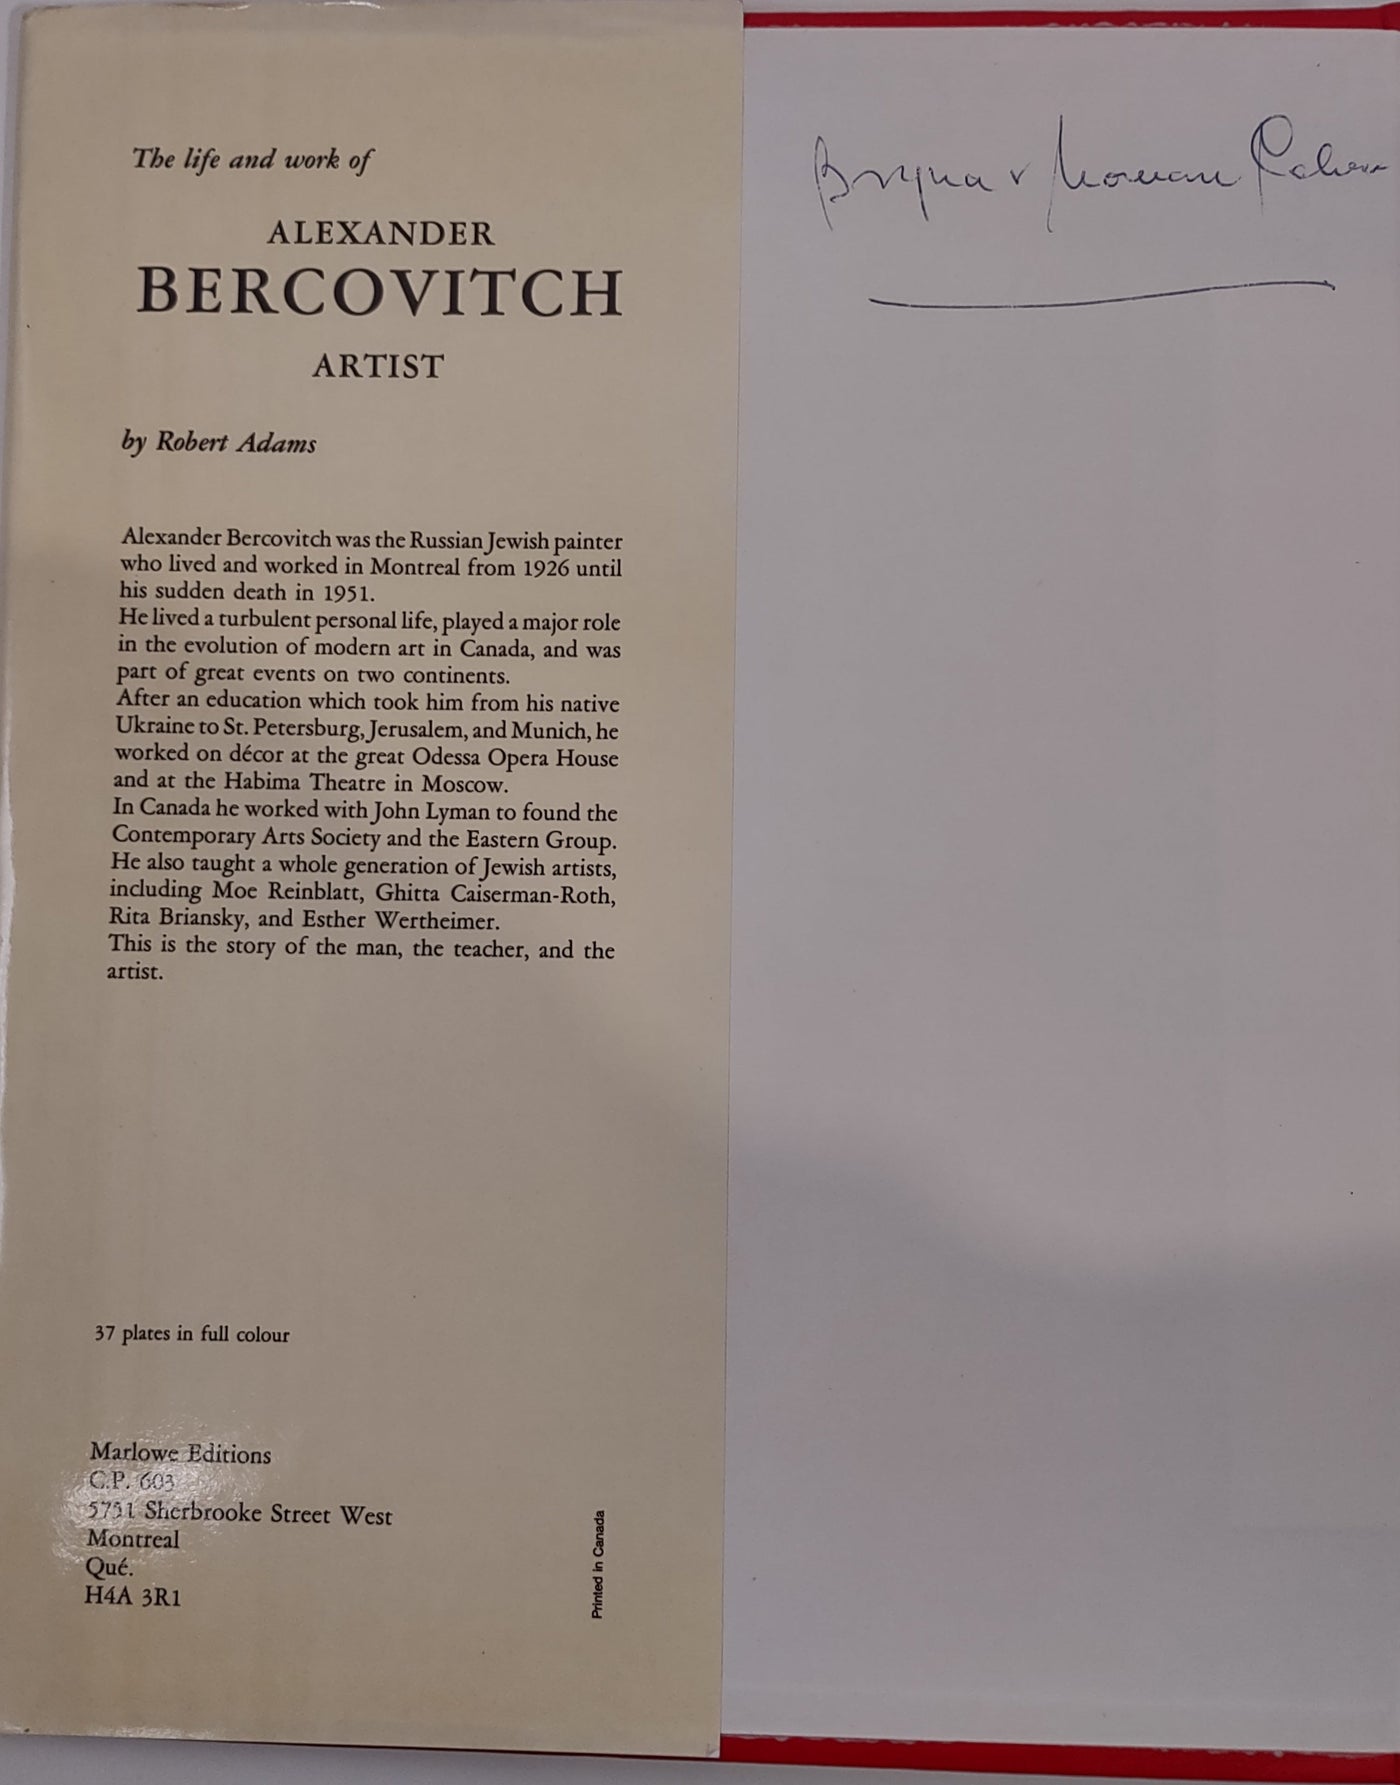 The life and work of
ALEXANDER
BERCOVITCH
ARTIST
by Robert Adams
Alexander Bercovitch was the Russian Jewish painter
who lived and worked in Montreal from 1926 until
his sudden death in 1951.
He lived a turbulent personal life, played a major role
in the evolution of modern art in Canada, and was
part of great events on two continents.
After an education which took him from his native
Ukraine to St. Petersburg, Jerusalem, and Munich, he
worked on décor at the great Odessa Opera House
and at the Habima Theatre in Moscow.
In Canada he worked with John Lyman to found the
Contemporary Arts Society and the Eastern Group.
He also taught a whole generation of Jewish artists,
including Moe Reinblatt, Ghitta Caiserman-Roth,
Rita Briansky, and Esther Wertheimer.
This is the story of the man, the teacher, and the
artist.
37 plates in full colour
Marlowe Editions
C.P. 603
5751 Sherbrooke Street West
Montreal
Qué.
H4A 3R1
Printed in Canada
Bryna